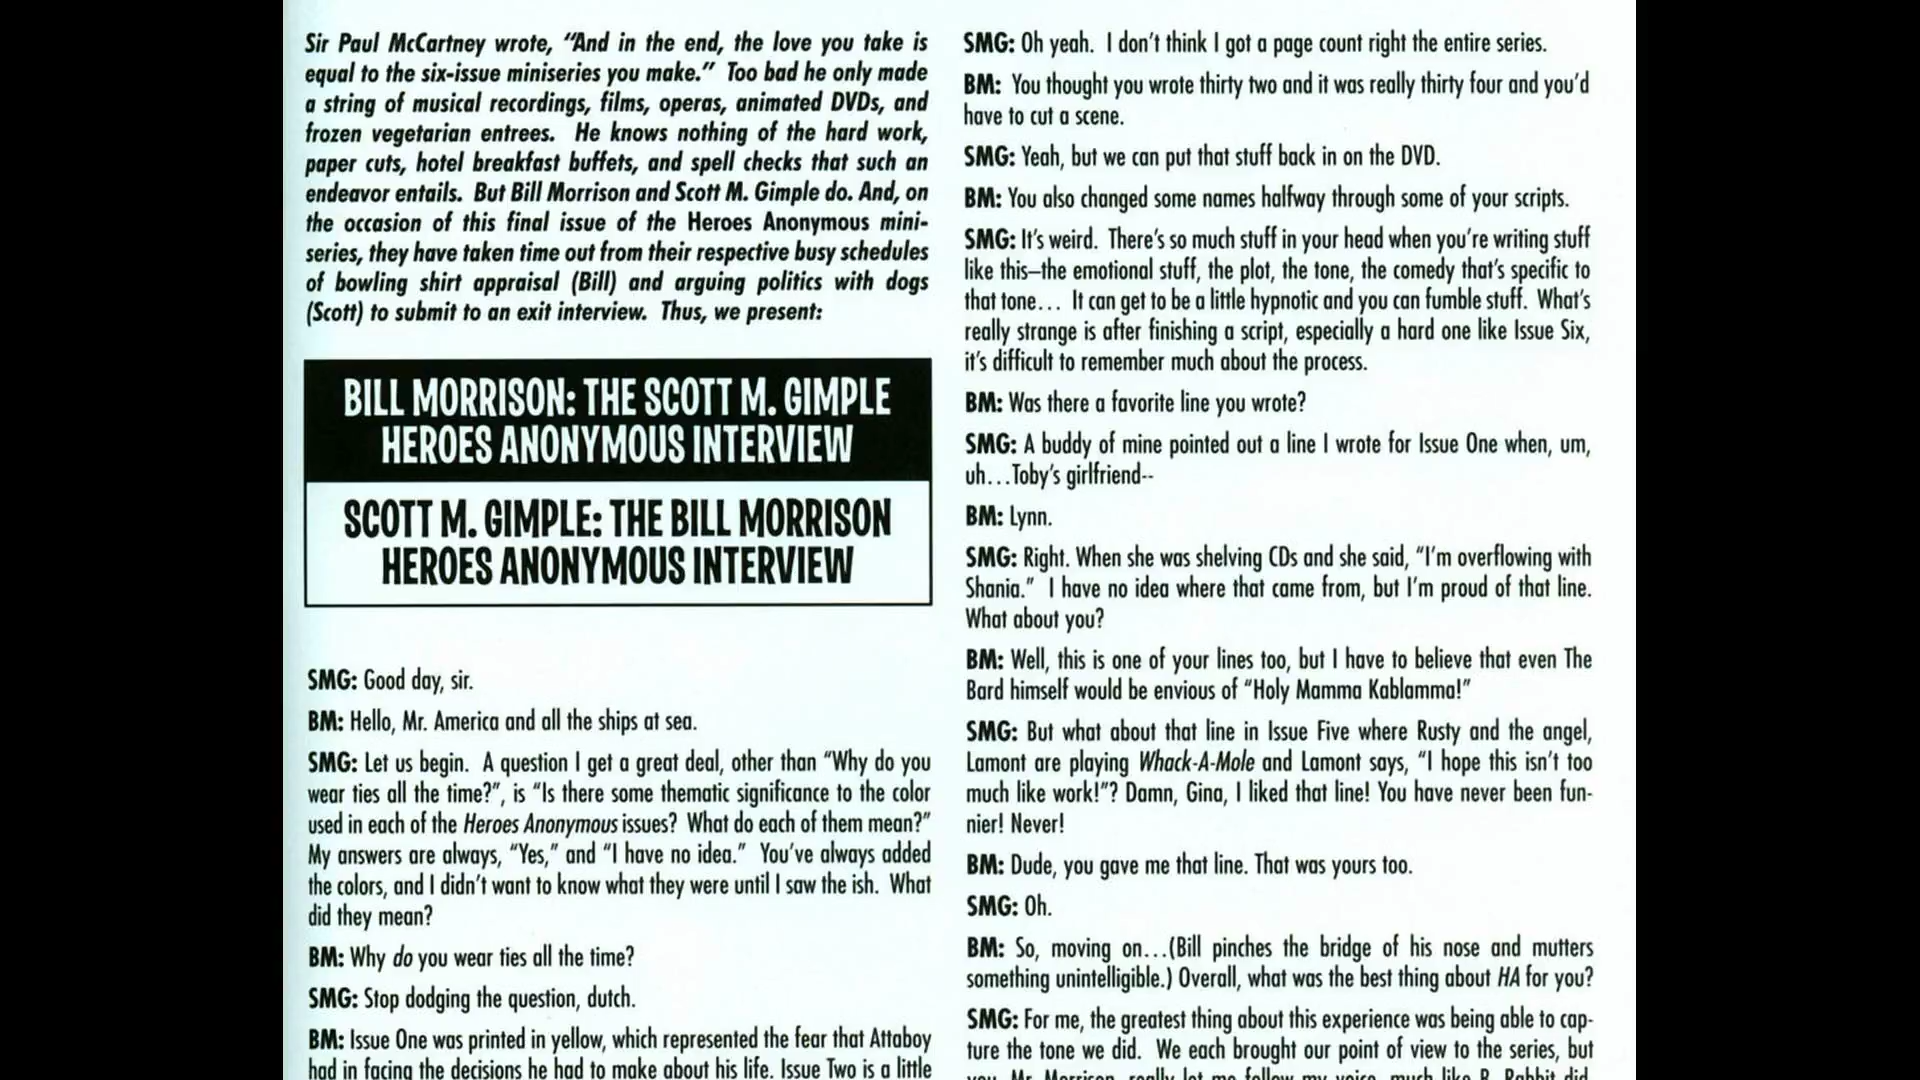 Sir Paul McCartney wrote, “And in the end, the love you take is
equal to the six-issue miniseries you make.” Too bad he only made
a string of musical recordings, films, operas, animated DVDs, and
frozen vegetarian entrees. He knows nothing of the hard work,
paper cuts, hotel breakfast buffets, and spell checks that such an
endeavor entails. But Bill Morrison and Scott M. Gimple do. And, on
the occasion of this final issue of the Heroes Anonymous mini-
series, they have taken time out from their respective busy schedules
of bowling shirt appraisal (Bill) and arguing politics with dogs
(Scott) to submit to an exit interview. Thus, we present:
BILL MORRISON: THE SCOTT M. GIMPLE
HEROES ANONYMOUS INTERVIEW
SCOTT M. GIMPLE: THE BILL MORRISON
HEROES ANONYMOUS INTERVIEW
SMG: Good day, sir.
BM: Hello, Mr. America and all the ships at sea.
SMG: Let us begin. A question I get a great deal, other than “Why do you
wear ties all the time?”, is “Is there some thematic significance to the color
used in each of the Heroes Anonymous issues? What do each of them mean?”
My answers are always, “Yes,” and “I have no idea.” You’ve always added
the colors, and I didn’t want to know what they were until I saw the ish. What
did they mean?
BM: Why do you wear ties all the time?
SMG: Stop dodging the question, dutch.
BM: Issue One was printed in yellow, which represented the fear that Attaboy
had in facing the decisions he had to make about his life. Issue Two is a little
SMG: Oh yeah. I don’t think I got a page count right the entire series.
BM: You thought you wrote thirty two and it was really thirty four and you’d
have to cut a scene.
SMG: Yeah, but we can put that stuff back in on the DVD.
BM: You also changed some names halfway through some of your scripts.
SMG: It’s weird. There’s so much stuff in your head when you’re writing stuff
like this–the emotional stuff, the plot, the tone, the comedy that’s specific to
that tone… It can get to be a little hypnotic and you can fumble stuff. What’s
really strange is after finishing a script, especially a hard one like Issue Six,
it’s difficult to remember much about the process.
BM: Was there a favorite line you wrote?
SMG: A buddy of mine pointed out a line I wrote for Issue One when, um,
uh…Toby’s girlfriend--
BM: Lynn.
SMG: Right. When she was shelving CDs and she said, “I’m overflowing with
Shania.” I have no idea where that came from, but I’m proud of that line.
What about you?
BM: Well, this is one of your lines too, but I have to believe that even The
Bard himself would be envious of “Holy Mamma Kablamma!”
SMG: But what about that line in Issue Five where Rusty and the angel,
Lamont are playing Whack-A-Mole and Lamont says, “I hope this isn’t too
much like work!”? Damn, Gina, I liked that line! You have never been fun-
nier! Never!
BM: Dude, you gave me that line. That was yours too.
SMG: Oh.
BM: So, moving on…(Bill pinches the bridge of his nose and mutters
something unintelligible.) Overall, what was the best thing about HA for you?
SMG: For me, the greatest thing about this experience was being able to cap-
ture the tone we did. We each brought our point of view to the series, but
you, Mr. Morrison, really let me follow my voice, much like B. Rabbit did